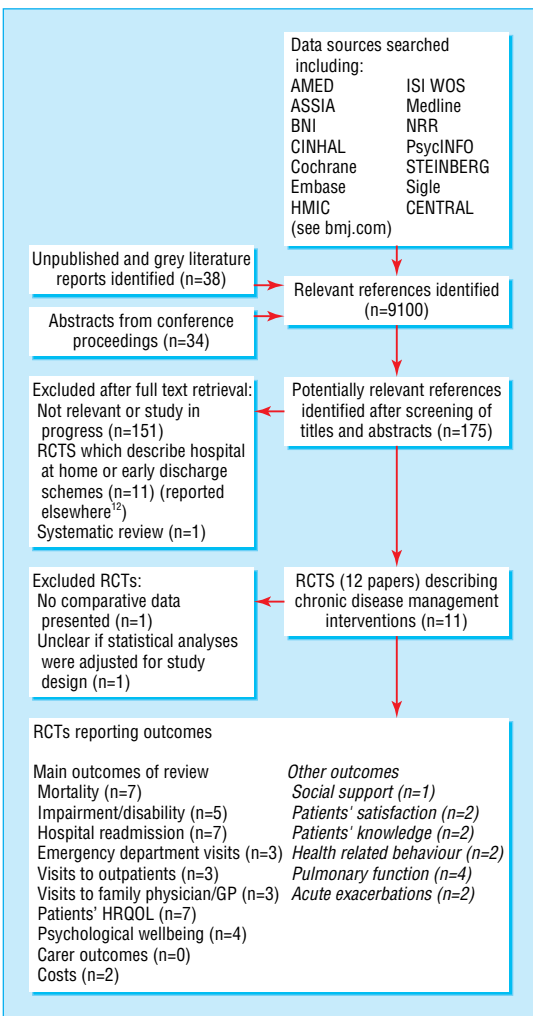 Data sources searched
including:
AMED ISI WOS
ASSIA Medline
BNI NRR
CINHAL PsycINFO
Cochrane STEINBERG
Embase Sigle
HMIC CENTRAL
(see bmj.com)
Unpublished and grey literature
reports identified (n=38)
Relevant references identified
(n=9100)
Abstracts from conference
proceedings (n=34)
Excluded after full text retrieval:
Not relevant or study in
progress (n=151)
RCTS which describe hospital
at home or early discharge
schemes (n=11) (reported
elsewhere12)
Systematic review (n=1)
Potentially relevant references
identified after screening of
titles and abstracts (n=175)
Excluded RCTs:
No comparative data
presented (n=1)
Unclear if statistical analyses
were adjusted for study
design (n=1)
RCTS (12 papers) describing
chronic disease management
interventions (n=11)
RCTs reporting outcomes
Main outcomes of review
Mortality (n=7)
Impairment/disability (n=5)
Hospital readmission (n=7)
Emergency department visits (n=3)
Visits to outpatients (n=3)
Visits to family physician/GP (n=3)
Patients' HRQOL (n=7)
Psychological wellbeing (n=4)
Carer outcomes (n=0)
Costs (n=2)
Other outcomes
Social support (n=1)
Patients' satisfaction (n=2)
Patients' knowledge (n=2)
Health related behaviour (n=2)
Pulmonary function (n=4)
Acute exacerbations (n=2)